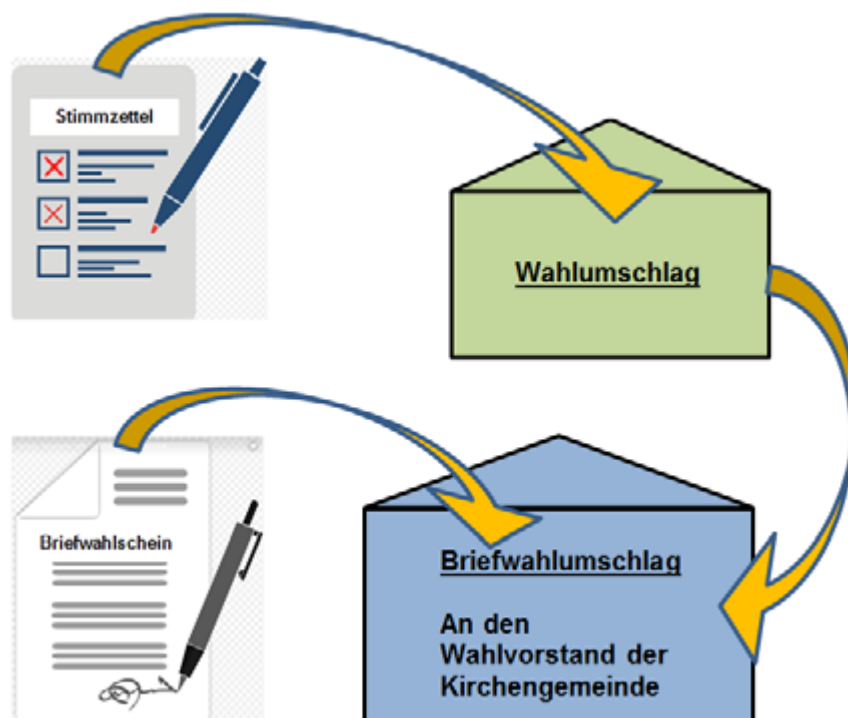 Stimmzettel
Wahlumschlag
Briefwahlschein
Briefwahlumschlag
An den
Wahlvorstand der
Kirchengemeinde